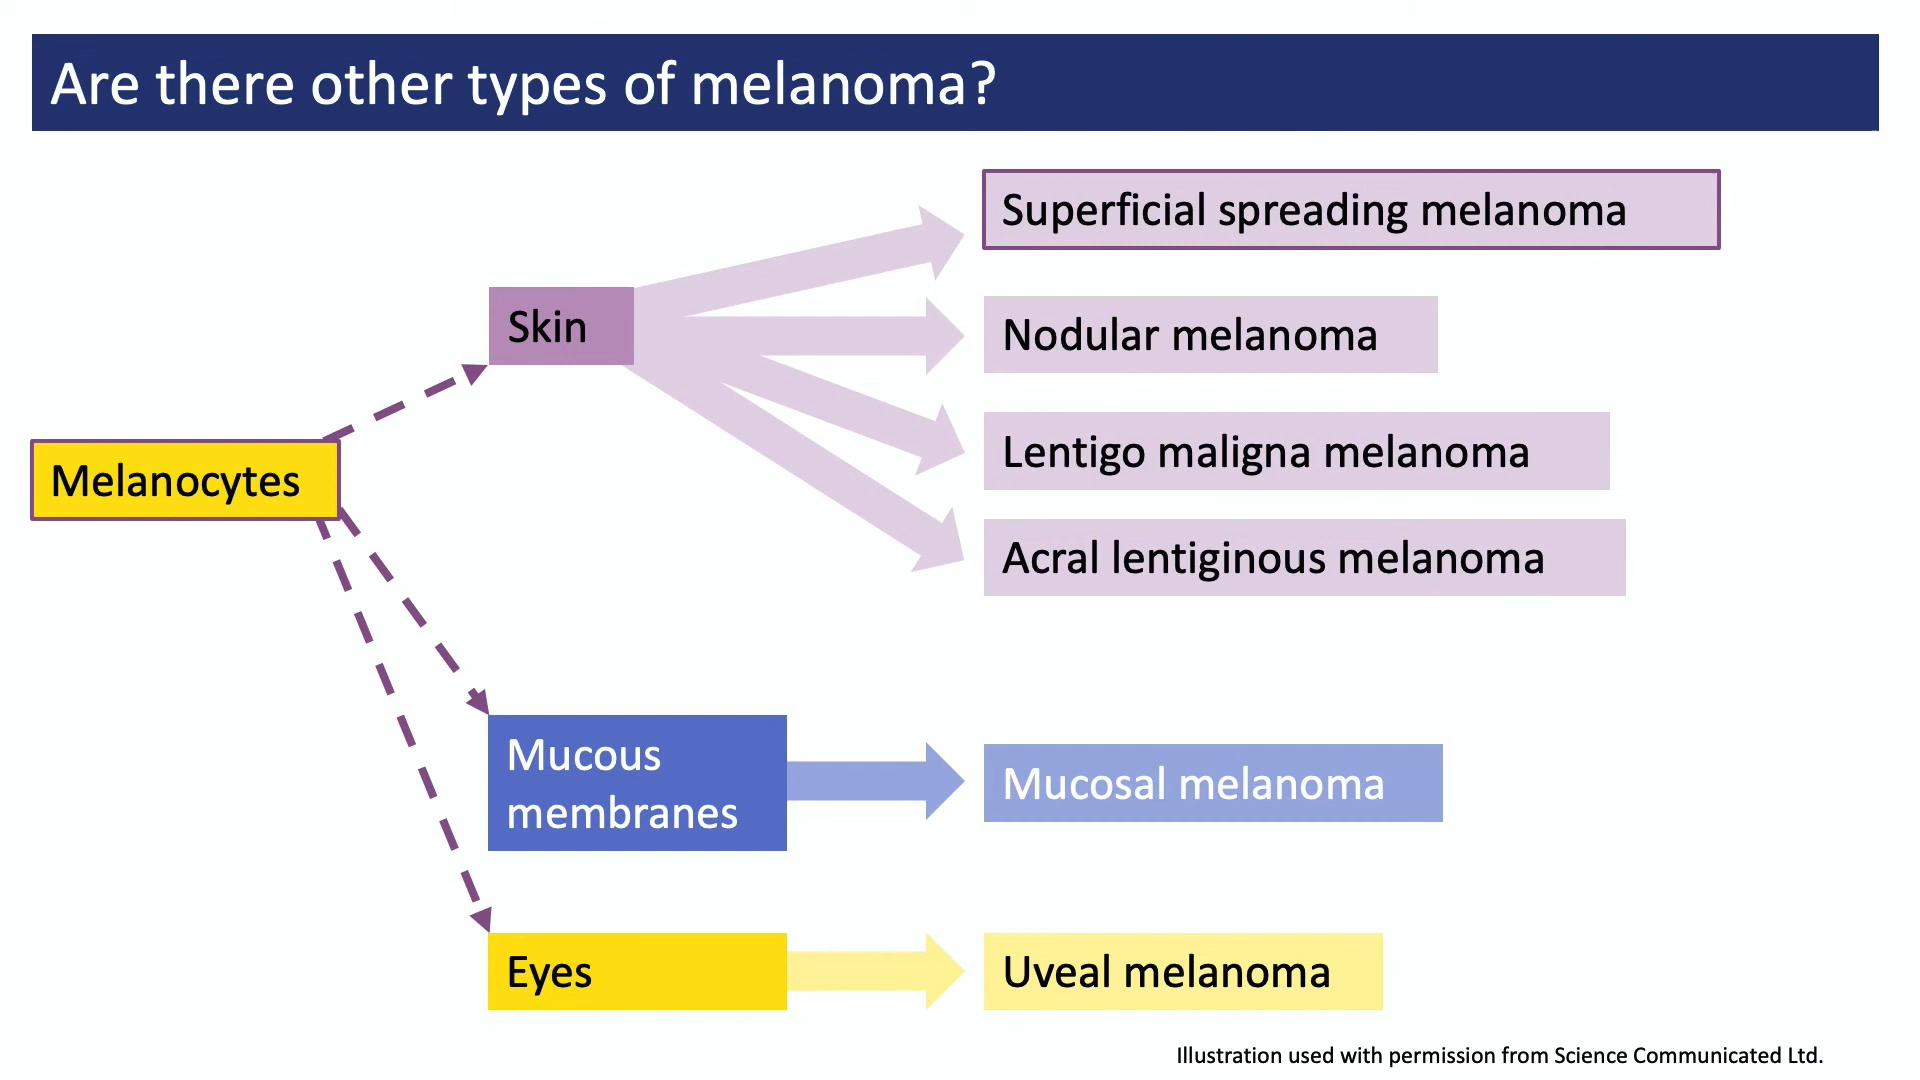 Are there other types of melanoma?
Superficial spreading melanoma
Skin
Nodular melanoma
Lentigo maligna melanoma
Melanocytes
Acral lentiginous melanoma
Mucous
membranes
Mucosal melanoma
Eyes
Uveal melanoma
Illustration used with permission from Science Communicated Ltd.